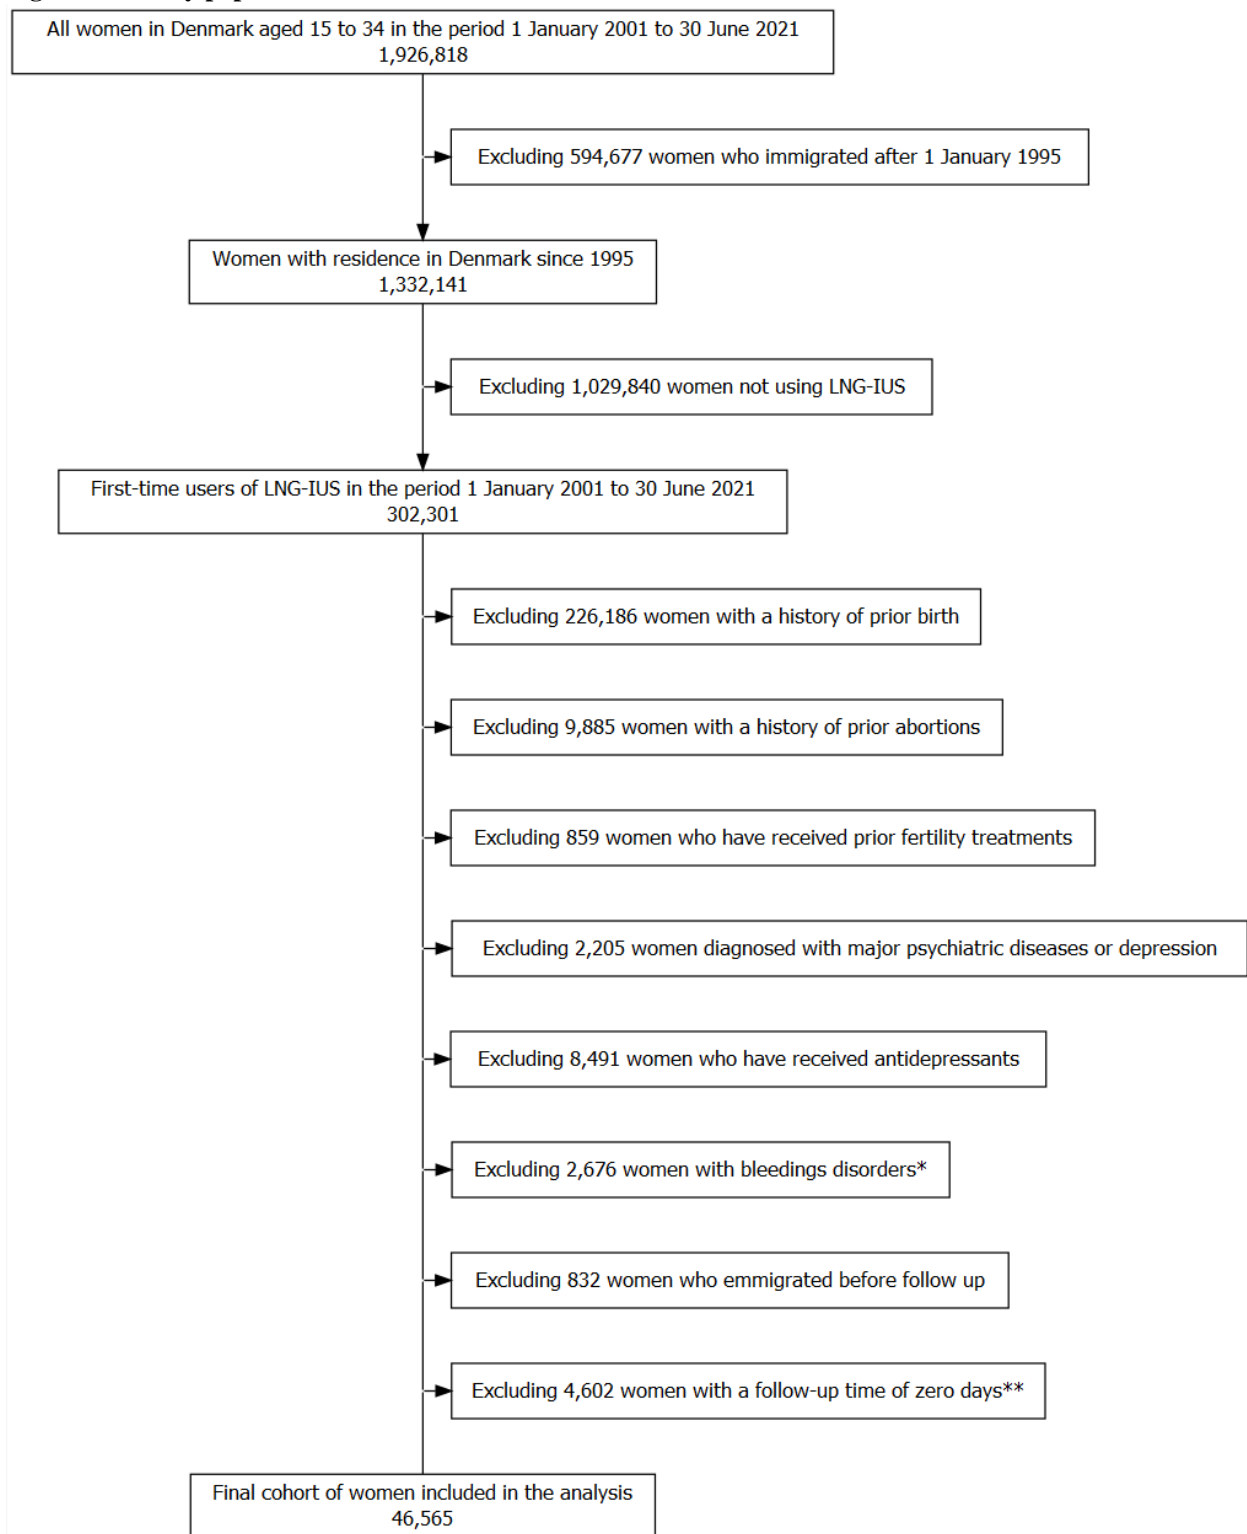 All women in Denmark aged 15 to 34 in the period 1 January 2001 to 30 June 2021
1,926,818
Excluding 594,677 women who immigrated after 1 January 1995
Women with residence in Denmark since 1995
1,332,141
Excluding 1,029,840 women not using LNG-IUS
First-time users of LNG-IUS in the period 1 January 2001 to 30 June 2021
302,301
Excluding 226,186 women with a history of prior birth
Excluding 9,885 women with a history of prior abortions
Excluding 859 women who have received prior fertility treatments
Excluding 2,205 women diagnosed with major psychiatric diseases or depression
Excluding 8,491 women who have received antidepressants
Excluding 2,676 women with bleedings disorders*
Excluding 832 women who emmigrated before follow up
Excluding 4,602 women with a follow-up time of zero days**
Final cohort of women included in the analysis
46,565